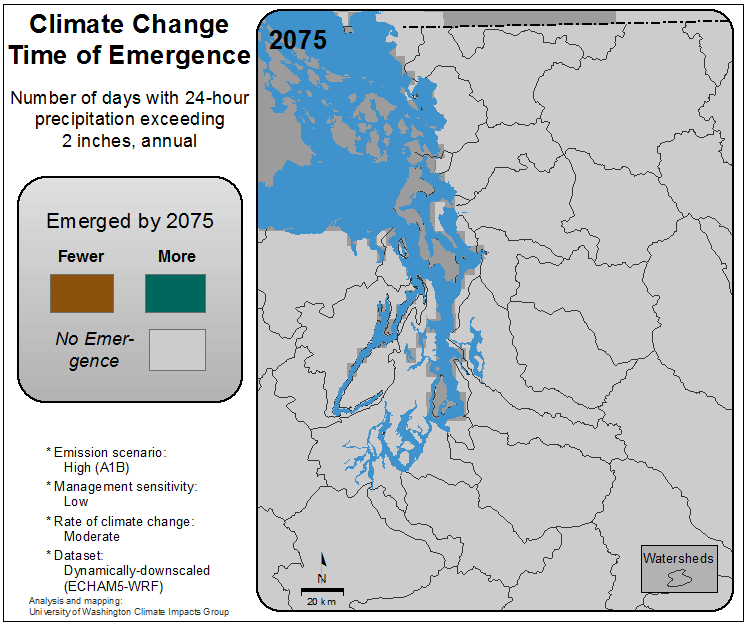 Climate Change
Time of Emergence
Number of days with 24-hour
precipitation exceeding
2 inches, annual
Emerged by 2075
Fewer More
No Emer-
gence
* Emission scenario:
High (A1B)
* Management sensitivity:
Low
* Rate of climate change:
Moderate
* Dataset:
Dynamically-downscaled
(ECHAM5-WRF)
Analysis and mapping:
University of Washington Climate Impacts Group
2075
N
20 km
Watersheds